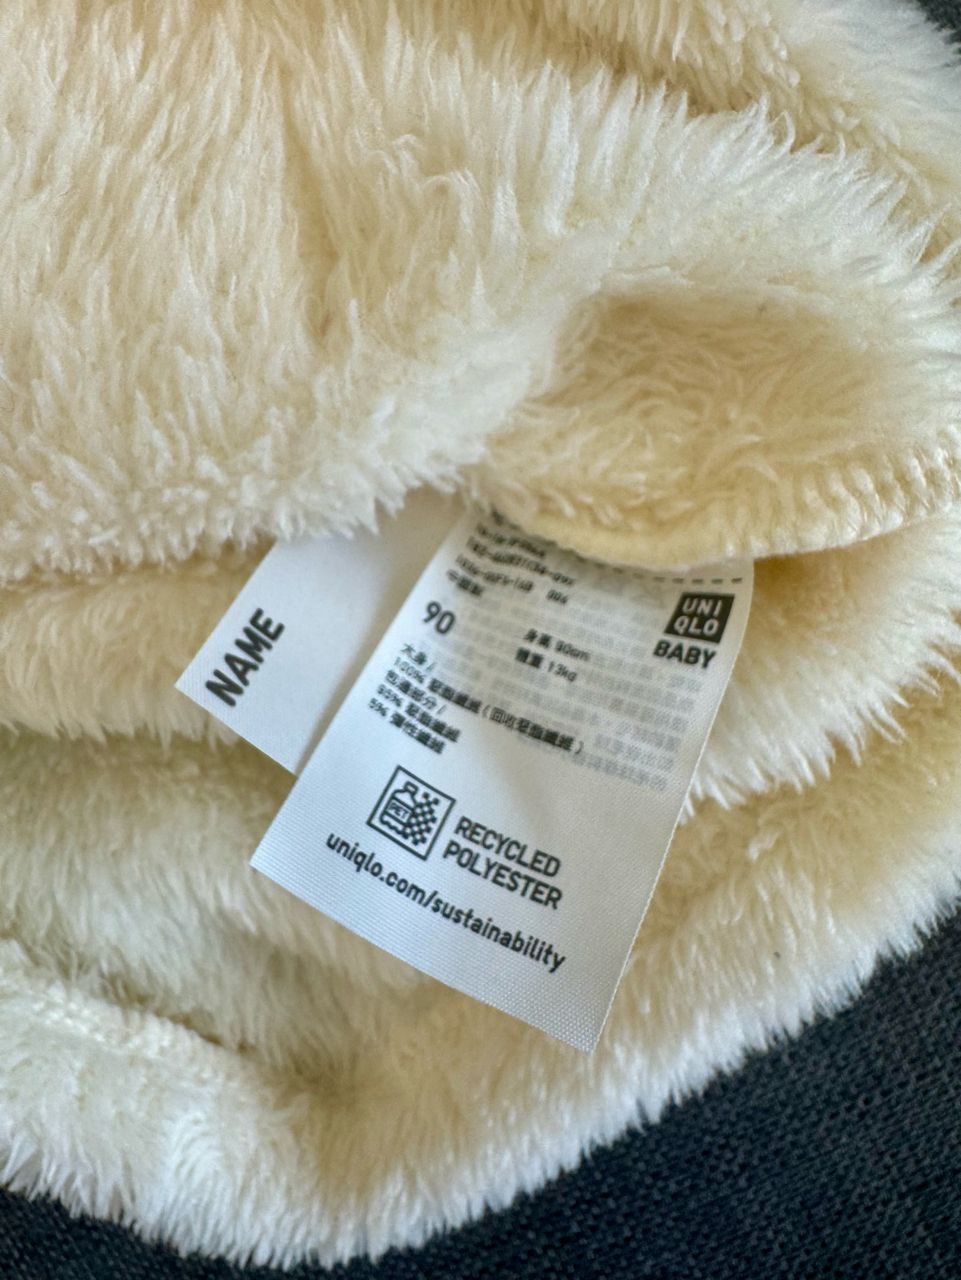 NAME
UNI
QLO
BABY
90
身高 90cm
體重 13kg
大身/
100% 聚酯纖維(回收聚酯纖維)
包邊部分/
95% 聚酯纖維
5% 彈性纖維
PET
RECYCLED
POLYESTER
uniqlo.com/sustainability